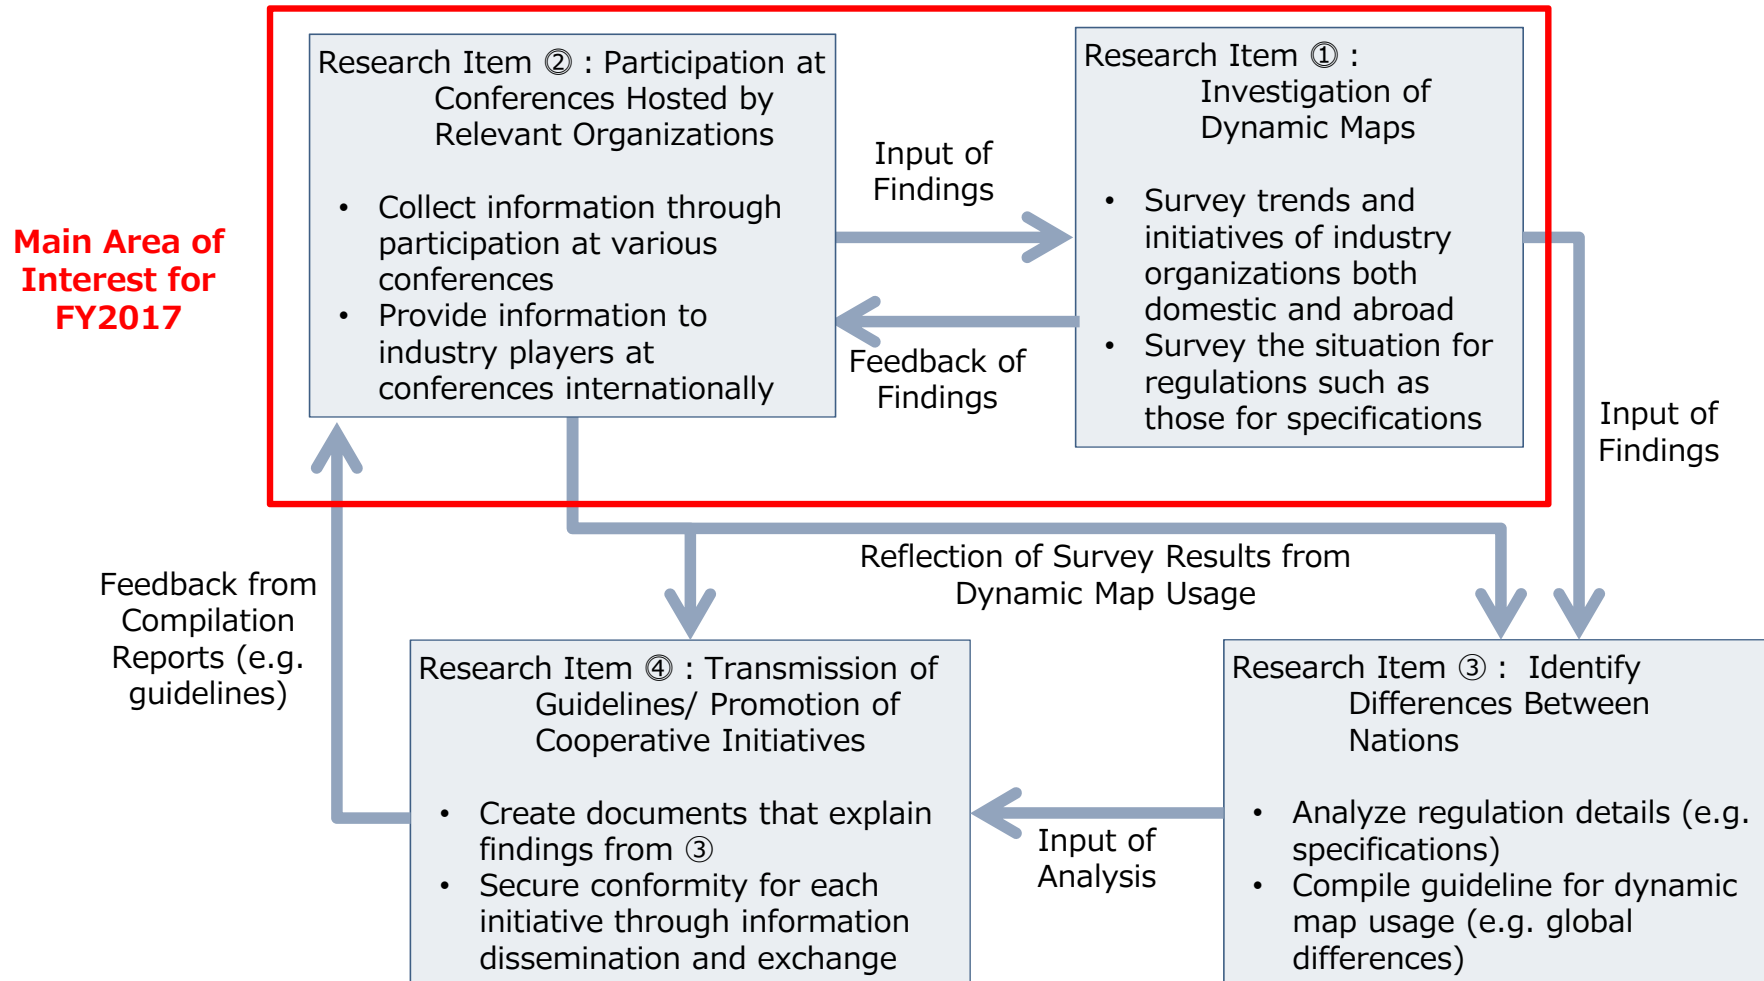 Main Area of
Interest for
FY2017
Research Item ② : Participation at
Conferences Hosted by
Relevant Organizations
• Collect information through
participation at various
conferences
• Provide information to
industry players at
conferences internationally
Input of
Findings
Feedback of
Findings
Research Item ① :
Investigation of
Dynamic Maps
• Survey trends and
initiatives of industry
organizations both
domestic and abroad
• Survey the situation for
regulations such as
those for specifications
Input of
Findings
Reflection of Survey Results from
Dynamic Map Usage
Feedback from
Compilation
Reports (e.g.
guidelines)
Research Item ④ : Transmission of
Guidelines/ Promotion of
Cooperative Initiatives
• Create documents that explain
findings from ③
• Secure conformity for each
initiative through information
dissemination and exchange
Input of
Analysis
Research Item ③ : Identify
Differences Between
Nations
• Analyze regulation details (e.g.
specifications)
• Compile guideline for dynamic
map usage (e.g. global
differences)